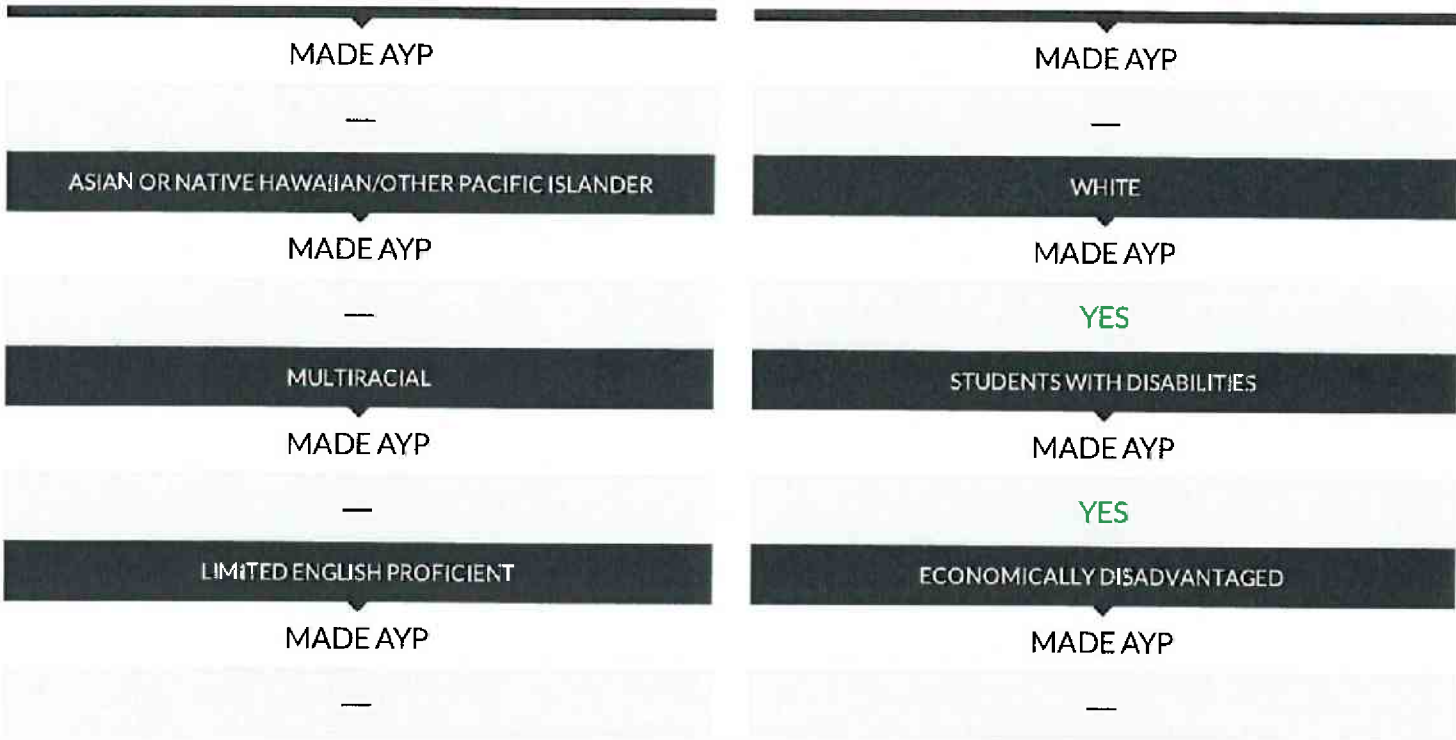 MADE AYP
MADE AYP
—
—
ASIAN OR NATIVE HAWAIIAN/OTHER PACIFIC ISLANDER
WHITE
MADE AYP
MADE AYP
—
YES
MULTIRACIAL
STUDENTS WITH DISABILITIES
MADE AYP
MADE AYP
—
YES
LIMITED ENGLISH PROFICIENT
ECONOMICALLY DISADVANTAGED
MADE AYP
MADE AYP
—
—